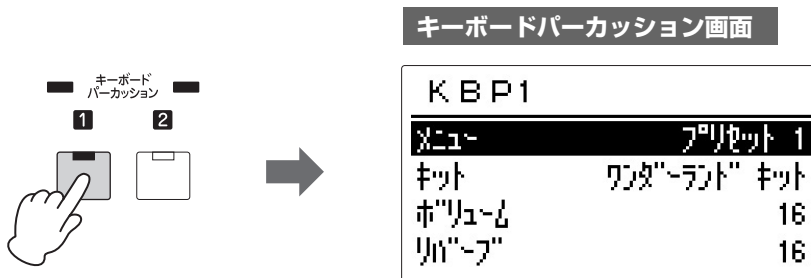 キーボードパーカッション画面
キーボード
パーカッション
1 2
KBP1
メニュー プリセット 1
キット ワンダーランド キット
ボリューム 16
リバーブ 16